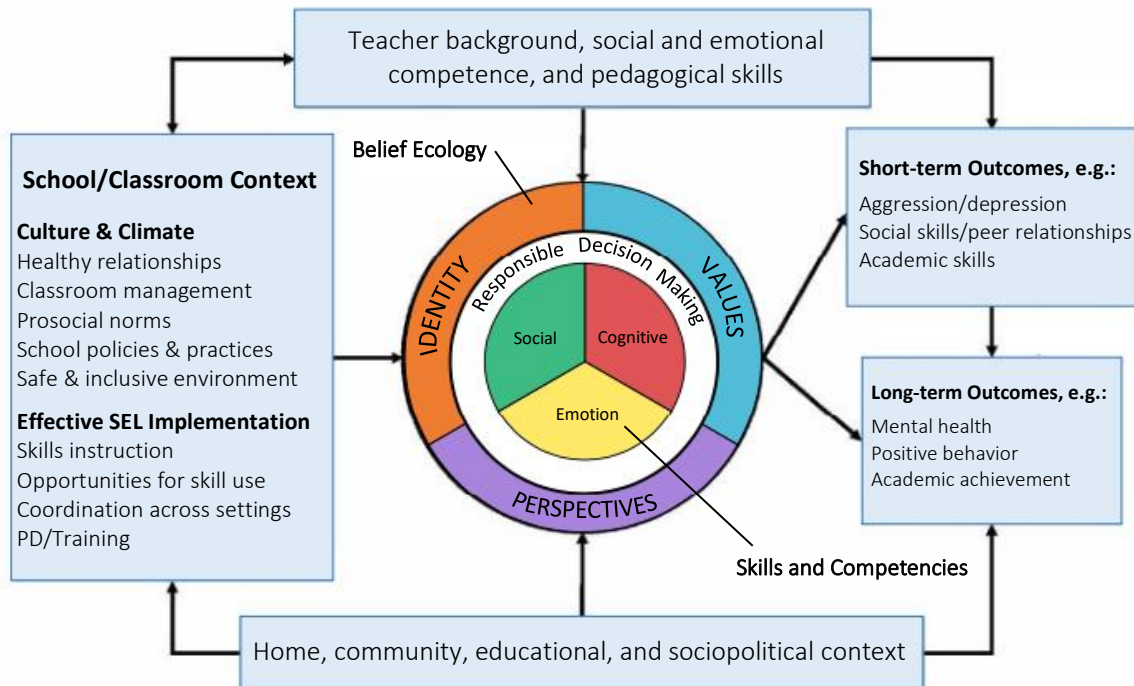 Teacher background, social and emotional
competence, and pedagogical skills
School/Classroom Context
Culture & Climate
Healthy relationships
Classroom management
Prosocial norms
School policies & practices
Safe & inclusive environment
Effective SEL Implementation
Skills instruction
Opportunities for skill use
Coordination across settings
PD/Training
Belief Ecology
IDENTITY
VALUES
PERSPECTIVES
Responsible Decision Making
Social
Cognitive
Emotion
Skills and Competencies
Short-term Outcomes, e.g.:
Aggression/depression
Social skills/peer relationships
Academic skills
Long-term Outcomes, e.g.:
Mental health
Positive behavior
Academic achievement
Home, community, educational, and sociopolitical context